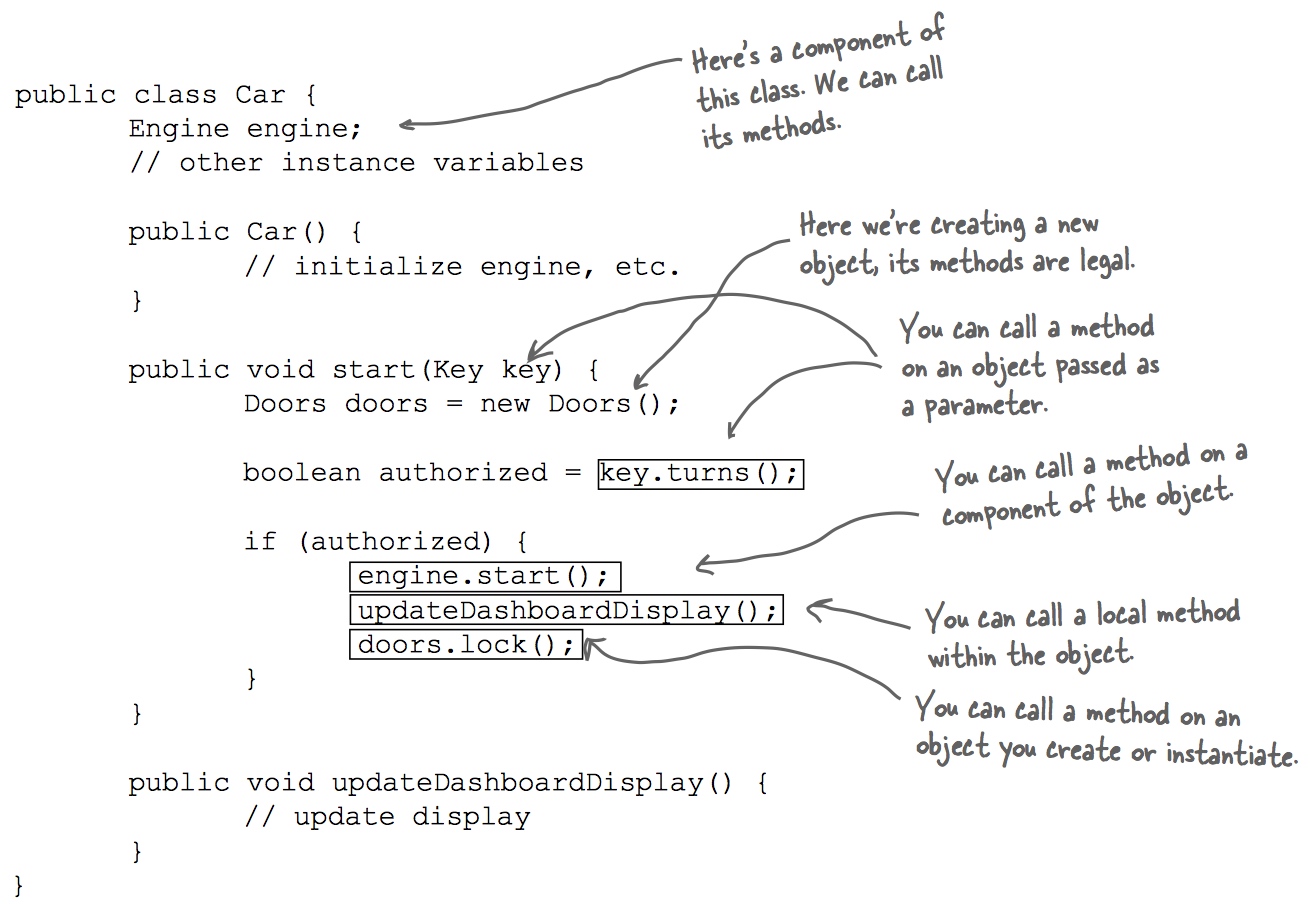 Here's a component of
this class. We can call
its methods.
public class Car {
Engine engine;
// other instance variables
public Car() {
// initialize engine, etc.
}
Here we're creating a new
object, its methods are legal.
You can call a method
on an object passed as
a parameter.
public void start(Key key) {
Doors doors = new Doors();
boolean authorized = key.turns();
You can call a method on a
component of the object.
if (authorized) {
engine.start();
updateDashboardDisplay();
doors.lock();
}
}
You can call a local method
within the object.
You can call a method on an
object you create or instantiate.
public void updateDashboardDisplay() {
// update display
}
}